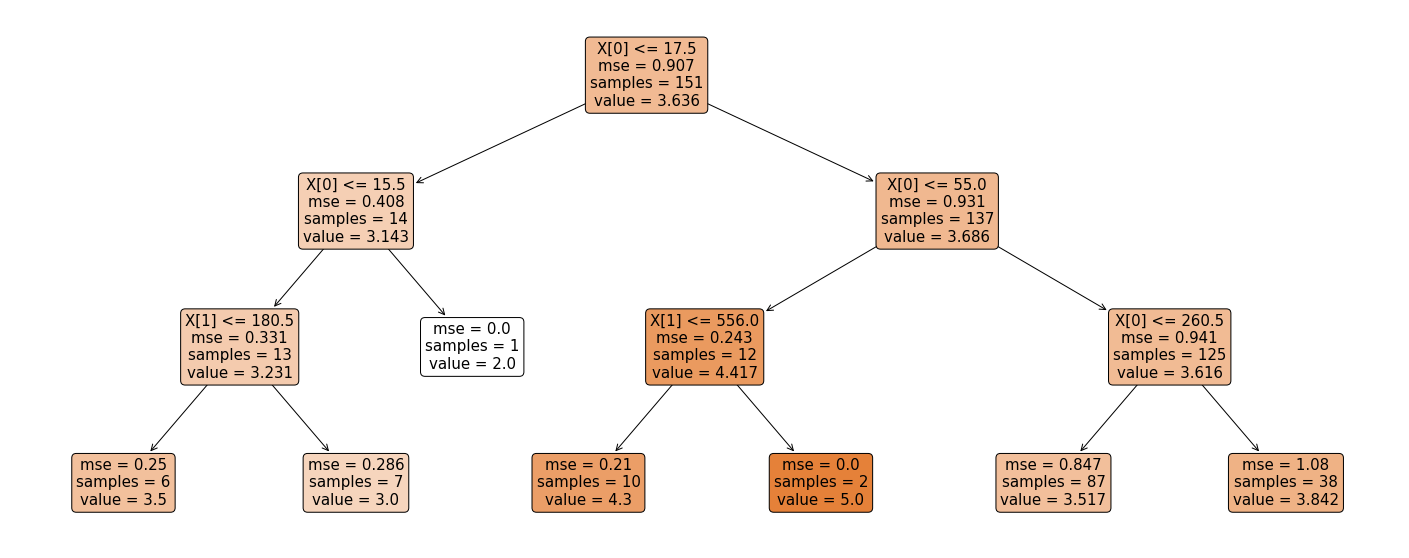 X[0] <= 17.5
mse = 0.907
samples = 151
value = 3.636
X[0] <= 15.5
mse = 0.408
samples = 14
value = 3.143
X[0] <= 55.0
mse = 0.931
samples = 137
value = 3.686
X[1] <= 180.5
mse = 0.331
samples = 13
value = 3.231
mse = 0.0
samples = 1
value = 2.0
X[1] <= 556.0
mse = 0.243
samples = 12
value = 4.417
X[0] <= 260.5
mse = 0.941
samples = 125
value = 3.616
mse = 0.25
samples = 6
value = 3.5
mse = 0.286
samples = 7
value = 3.0
mse = 0.21
samples = 10
value = 4.3
mse = 0.0
samples = 2
value = 5.0
mse = 0.847
samples = 87
value = 3.517
mse = 1.08
samples = 38
value = 3.842